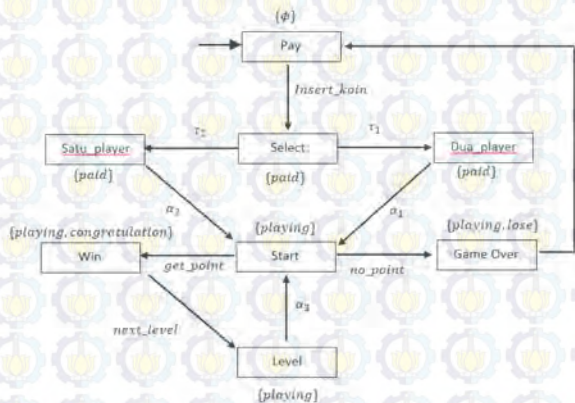 {ϕ}
Pay
Insert_koin
τ₂
τ₁
Satu_player
Select:
Dua_player
{paid}
{paid}
{paid}
α₂
α₁
{playing}
{playing,congratulation}
{playing,lose}
Win
get_point
Start
no_point
Game Over
next_level
α₃
Level
{playing}